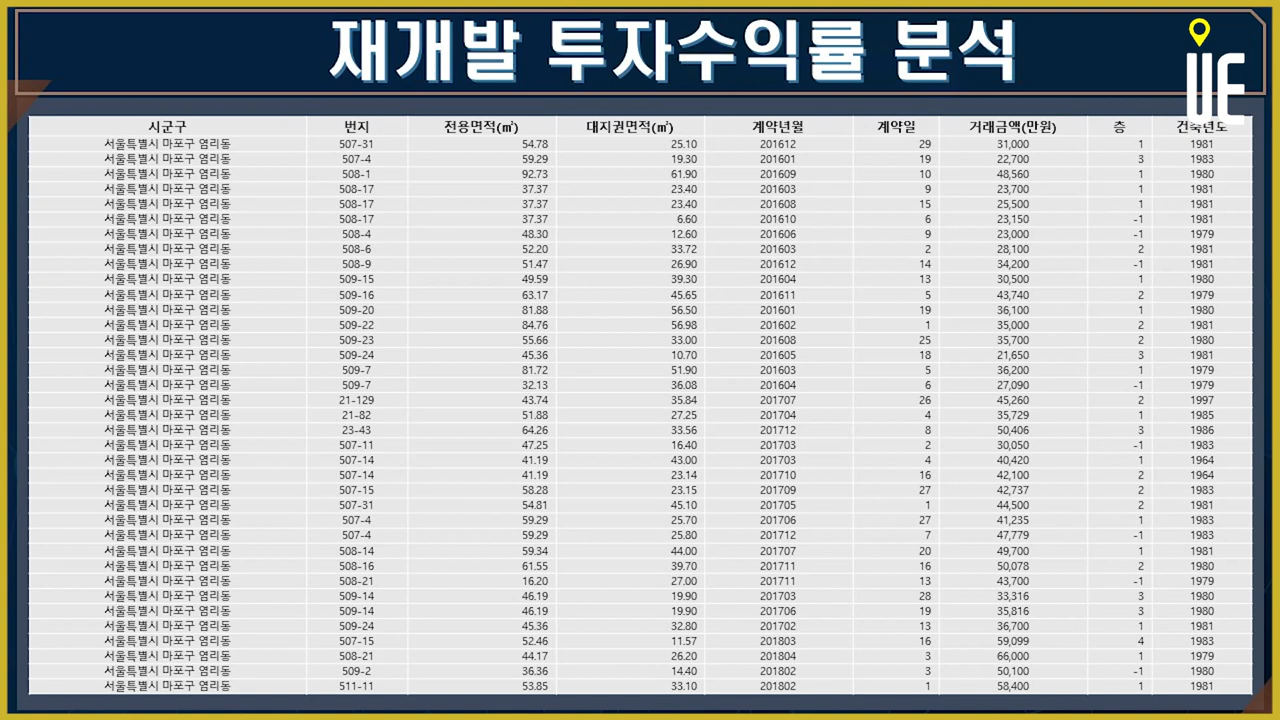 재개발 투자수익률 분석
UE
시군구 번지 전용면적(㎡) 대지권면적(㎡) 계약년월 계약일 거래금액(만원) 층 건축년도
서울특별시 마포구 염리동 507-31 54.78 25.10 201612 29 31,000 1 1981
서울특별시 마포구 염리동 507-4 59.29 19.30 201601 19 22,700 3 1983
서울특별시 마포구 염리동 508-1 92.73 61.90 201609 10 48,560 1 1980
서울특별시 마포구 염리동 508-17 37.37 23.40 201603 9 23,700 1 1981
서울특별시 마포구 염리동 508-17 37.37 23.40 201608 15 25,500 1 1981
서울특별시 마포구 염리동 508-17 37.37 6.60 201610 6 23,150 -1 1981
서울특별시 마포구 염리동 508-4 48.30 12.60 201606 9 23,000 -1 1979
서울특별시 마포구 염리동 508-6 52.20 33.72 201603 2 28,100 2 1981
서울특별시 마포구 염리동 508-9 51.47 26.90 201612 14 34,200 -1 1981
서울특별시 마포구 염리동 509-15 49.59 39.30 201604 13 30,500 1 1980
서울특별시 마포구 염리동 509-16 63.17 45.65 201611 5 43,740 2 1979
서울특별시 마포구 염리동 509-20 81.88 56.50 201601 19 36,100 1 1980
서울특별시 마포구 염리동 509-22 84.76 56.98 201602 1 35,000 2 1981
서울특별시 마포구 염리동 509-23 55.66 33.00 201608 25 35,700 2 1980
서울특별시 마포구 염리동 509-24 45.36 10.70 201605 18 21,650 3 1981
서울특별시 마포구 염리동 509-7 81.72 51.90 201603 5 36,200 1 1979
서울특별시 마포구 염리동 509-7 32.13 36.08 201604 6 27,090 -1 1979
서울특별시 마포구 염리동 21-129 43.74 35.84 201707 26 45,260 2 1997
서울특별시 마포구 염리동 21-82 51.88 27.25 201704 4 35,729 1 1985
서울특별시 마포구 염리동 23-43 64.26 33.56 201712 8 50,406 3 1986
서울특별시 마포구 염리동 507-11 47.25 16.40 201703 2 30,050 -1 1983
서울특별시 마포구 염리동 507-14 41.19 43.00 201703 4 40,420 1 1964
서울특별시 마포구 염리동 507-14 41.19 23.14 201710 16 42,100 2 1964
서울특별시 마포구 염리동 507-15 58.28 23.15 201709 27 42,737 2 1983
서울특별시 마포구 염리동 507-31 54.81 45.10 201705 1 44,500 2 1981
서울특별시 마포구 염리동 507-4 59.29 25.70 201706 27 41,235 1 1983
서울특별시 마포구 염리동 507-4 59.29 25.80 201712 7 47,779 -1 1983
서울특별시 마포구 염리동 508-14 59.34 44.00 201707 20 49,700 1 1981
서울특별시 마포구 염리동 508-16 61.55 39.70 201711 16 50,078 2 1980
서울특별시 마포구 염리동 508-21 16.20 27.00 201711 13 43,700 -1 1979
서울특별시 마포구 염리동 509-14 46.19 19.90 201703 28 33,316 3 1980
서울특별시 마포구 염리동 509-14 46.19 19.90 201706 19 35,816 3 1980
서울특별시 마포구 염리동 509-24 45.36 32.80 201702 13 36,700 1 1981
서울특별시 마포구 염리동 507-15 52.46 11.57 201803 16 59,099 4 1983
서울특별시 마포구 염리동 508-21 44.17 26.20 201804 3 66,000 1 1979
서울특별시 마포구 염리동 509-2 36.36 14.40 201802 3 50,100 -1 1980
서울특별시 마포구 염리동 511-11 53.85 33.10 201802 1 58,400 1 1981